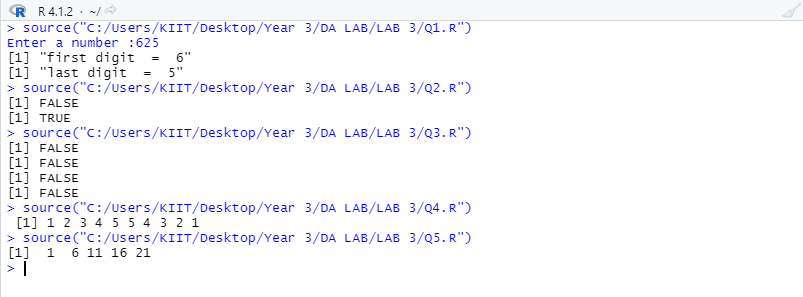 R R 4.1.2 · ~/
> source("C:/Users/KIIT/Desktop/Year 3/DA LAB/LAB 3/Q1.R")
Enter a number :625
[1] "first digit  =  6"
[1] "last digit  =  5"
> source("C:/Users/KIIT/Desktop/Year 3/DA LAB/LAB 3/Q2.R")
[1] FALSE
[1] TRUE
> source("C:/Users/KIIT/Desktop/Year 3/DA LAB/LAB 3/Q3.R")
[1] FALSE
[1] FALSE
[1] FALSE
[1] FALSE
> source("C:/Users/KIIT/Desktop/Year 3/DA LAB/LAB 3/Q4.R")
 [1] 1 2 3 4 5 5 4 3 2 1
> source("C:/Users/KIIT/Desktop/Year 3/DA LAB/LAB 3/Q5.R")
[1]  1  6 11 16 21
>